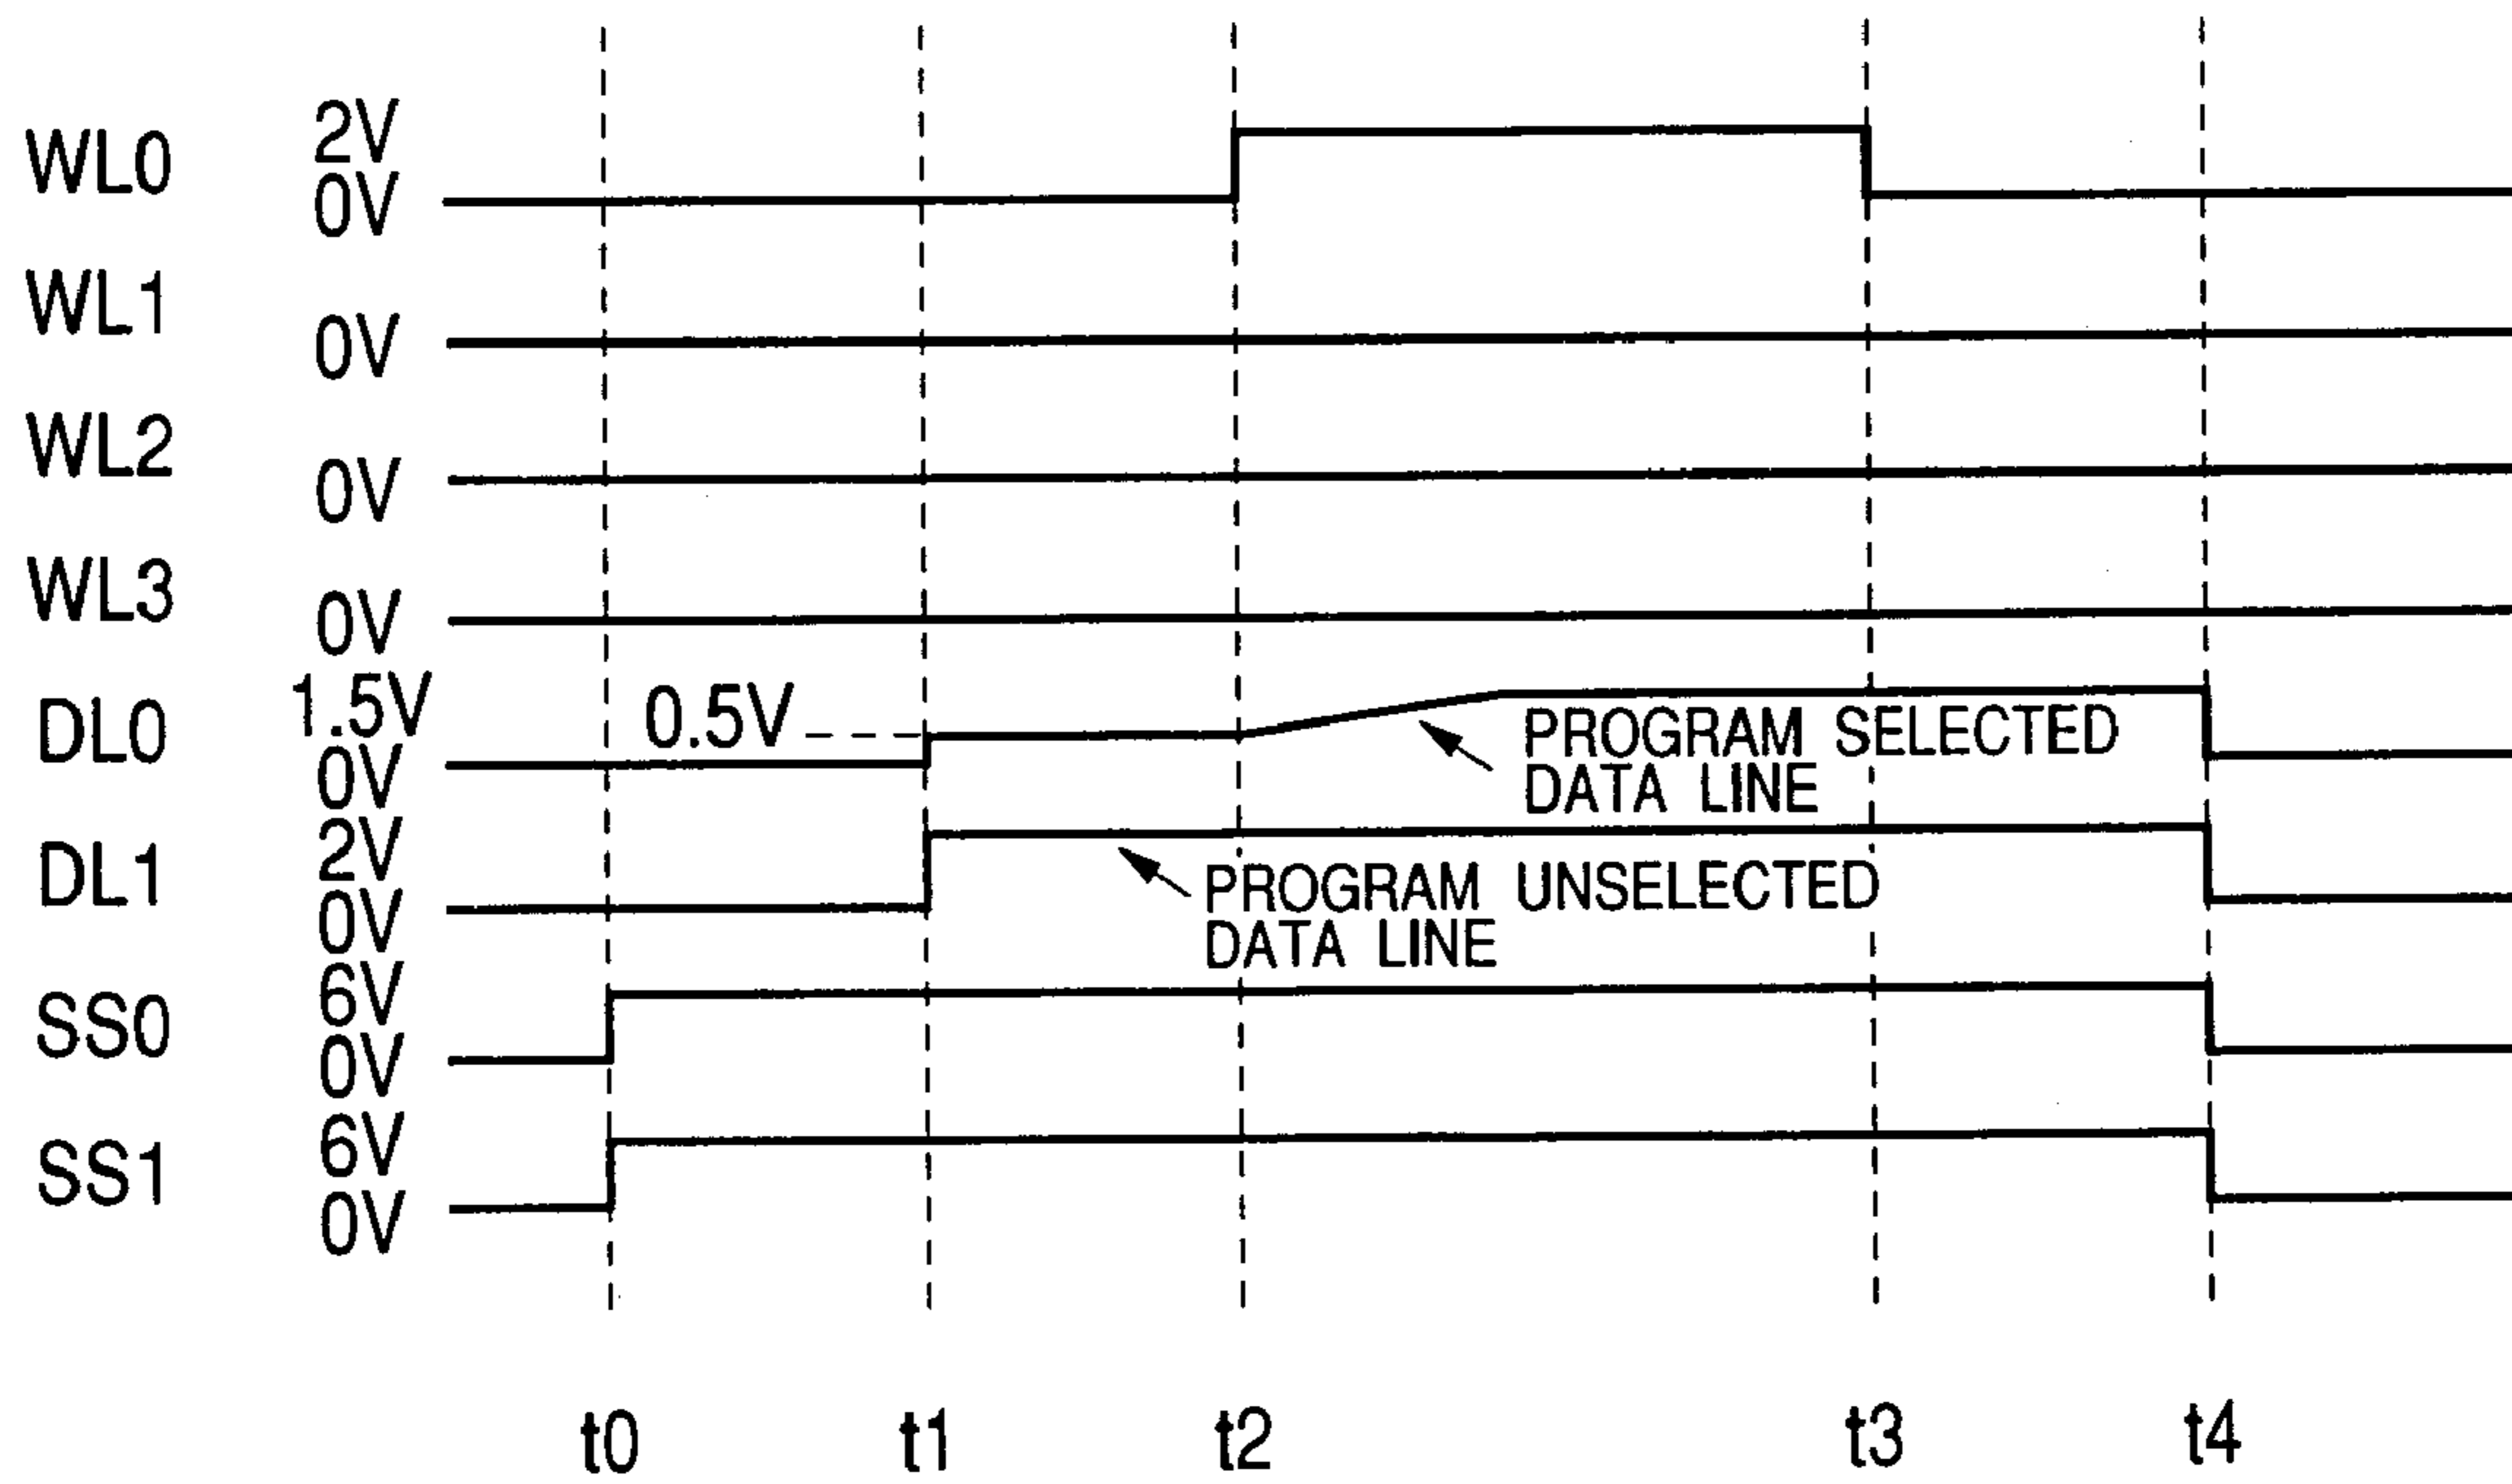 WL0 2V
0V
WL1 0V
WL2 0V
WL3 0V
DL0 1.5V 0.5V
0V
PROGRAM SELECTED
DATA LINE
DL1 2V
0V
PROGRAM UNSELECTED
DATA LINE
SS0 6V
0V
SS1 6V
0V
t0 t1 t2 t3 t4